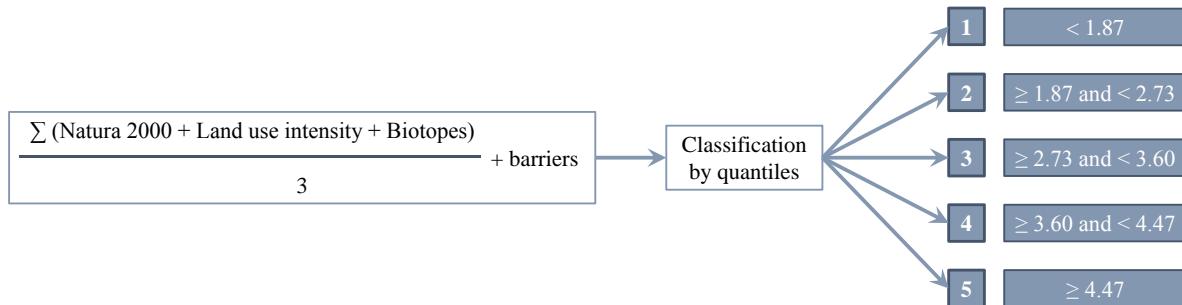 ∑ (Natura 2000 + Land use intensity + Biotopes)
3
+ barriers
Classification
by quantiles
1
< 1.87
2
≥ 1.87 and < 2.73
3
≥ 2.73 and < 3.60
4
≥ 3.60 and < 4.47
5
≥ 4.47